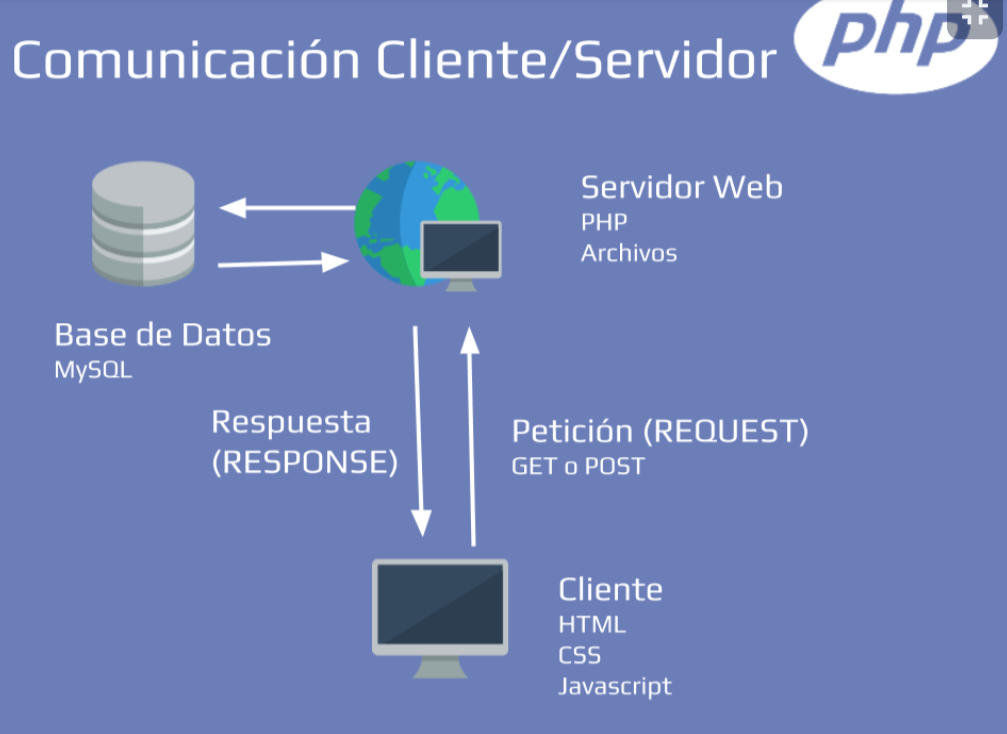 Comunicación Cliente/Servidor
php
Servidor Web
PHP
Archivos
Base de Datos
MySQL
Respuesta
(RESPONSE)
Petición (REQUEST)
GET o POST
Cliente
HTML
CSS
Javascript